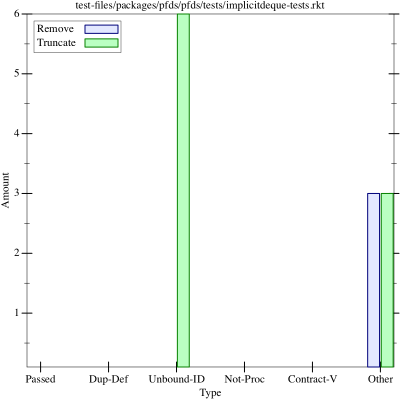 test-files/packages/pfds/pfds/tests/implicitdeque-tests.rkt
6
Remove
Truncate
5
4
Amount
3
2
1
Passed Dup-Def Unbound-ID Not-Proc Contract-V Other
Type